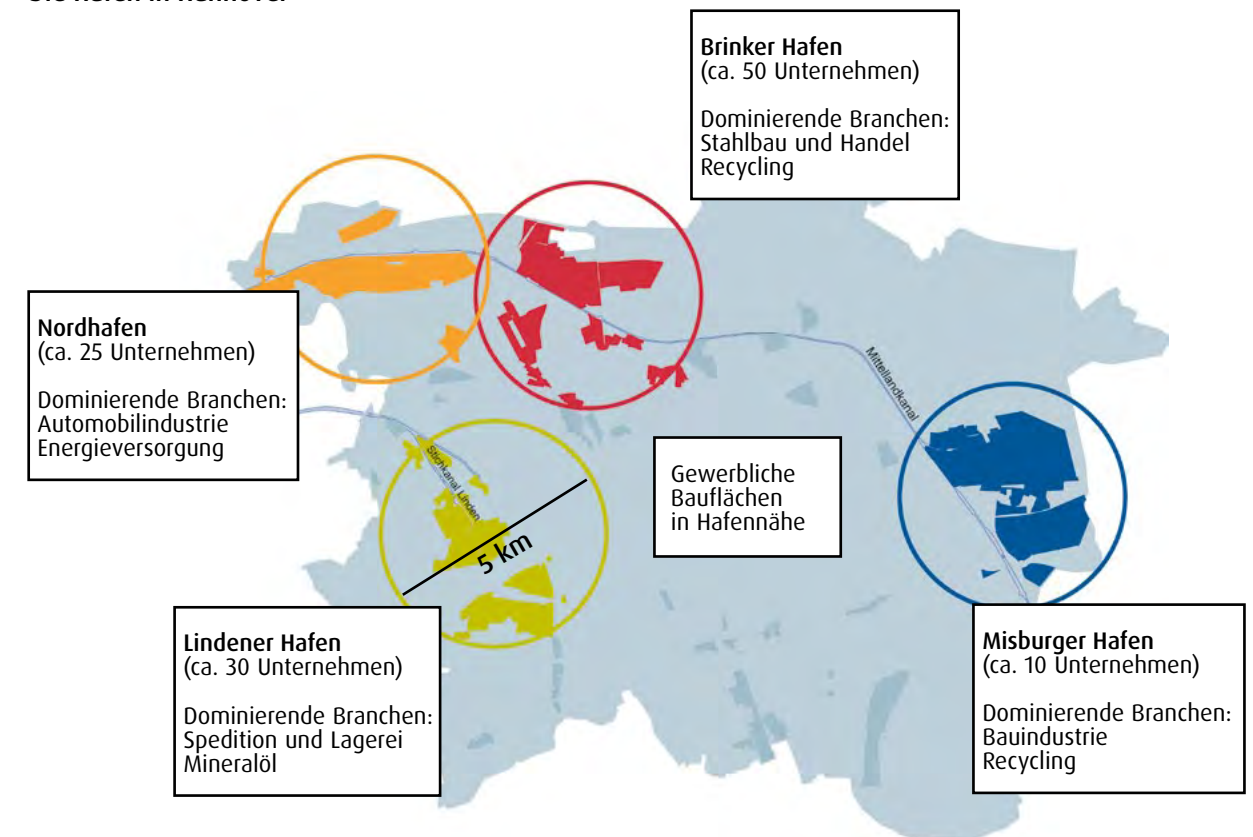 Brinker Hafen
(ca. 50 Unternehmen)
Dominierende Branchen:
Stahlbau und Handel
Recycling
Nordhafen
(ca. 25 Unternehmen)
Dominierende Branchen:
Automobilindustrie
Energieversorgung
Mittellandkanal
Stichkanal Linden
5 km
Gewerbliche
Bauflächen
in Hafennähe
Lindener Hafen
(ca. 30 Unternehmen)
Dominierende Branchen:
Spedition und Lagerei
Mineralöl
Misburger Hafen
(ca. 10 Unternehmen)
Dominierende Branchen:
Bauindustrie
Recycling